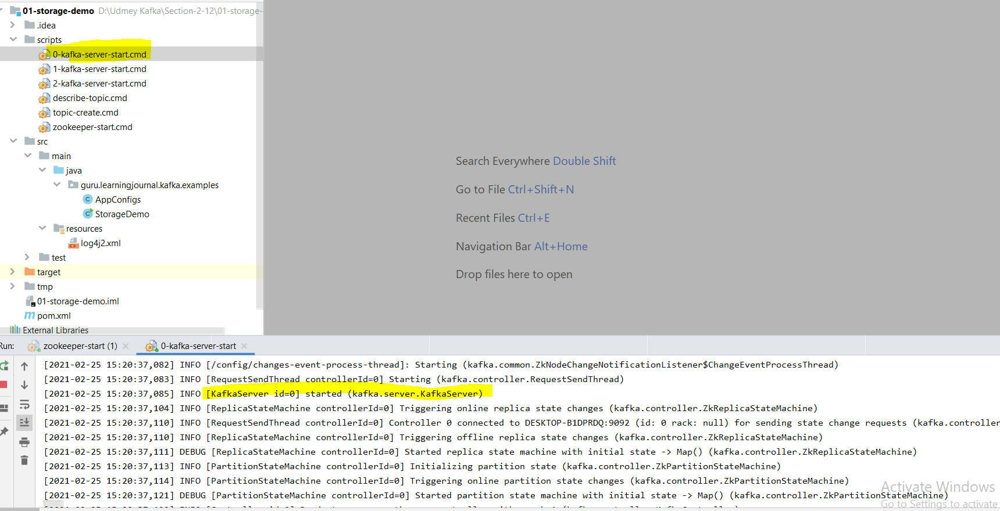 01-storage-demo D:\Udmey Kafka\Section-2-12\01-storage-
.idea
scripts
0-kafka-server-start.cmd
1-kafka-server-start.cmd
2-kafka-server-start.cmd
describe-topic.cmd
topic-create.cmd
zookeeper-start.cmd
src
main
java
guru.learningjournal.kafka.examples
AppConfigs
StorageDemo
resources
log4j2.xml
test
target
tmp
01-storage-demo.iml
pom.xml
External Libraries
Search Everywhere Double Shift
Go to File Ctrl+Shift+N
Recent Files Ctrl+E
Navigation Bar Alt+Home
Drop files here to open
Run: zookeeper-start (1) 0-kafka-server-start
[2021-02-25 15:20:37,082] INFO [/config/changes-event-process-thread]: Starting (kafka.common.ZkNodeChangeNotificationListener$ChangeEventProcessThread)
[2021-02-25 15:20:37,083] INFO [RequestSendThread controllerId=0] Starting (kafka.controller.RequestSendThread)
[2021-02-25 15:20:37,085] INFO [KafkaServer id=0] started (kafka.server.KafkaServer)
[2021-02-25 15:20:37,104] INFO [ReplicaStateMachine controllerId=0] Triggering online replica state changes (kafka.controller.ZkReplicaStateMachine)
[2021-02-25 15:20:37,110] INFO [RequestSendThread controllerId=0] Controller 0 connected to DESKTOP-B1DPRDQ:9092 (id: 0 rack: null) for sending state change requests (kafka.controller
[2021-02-25 15:20:37,110] INFO [ReplicaStateMachine controllerId=0] Triggering offline replica state changes (kafka.controller.ZkReplicaStateMachine)
[2021-02-25 15:20:37,111] DEBUG [ReplicaStateMachine controllerId=0] Started replica state machine with initial state -> Map() (kafka.controller.ZkReplicaStateMachine)
[2021-02-25 15:20:37,113] INFO [PartitionStateMachine controllerId=0] Initializing partition state (kafka.controller.ZkPartitionStateMachine)
[2021-02-25 15:20:37,114] INFO [PartitionStateMachine controllerId=0] Triggering online partition state changes (kafka.controller.ZkPartitionStateMachine)
[2021-02-25 15:20:37,121] DEBUG [PartitionStateMachine controllerId=0] Started partition state machine with initial state -> Map() (kafka.controller.ZkPartitionStateMachine)
Activate Windows
Go to Settings to activate